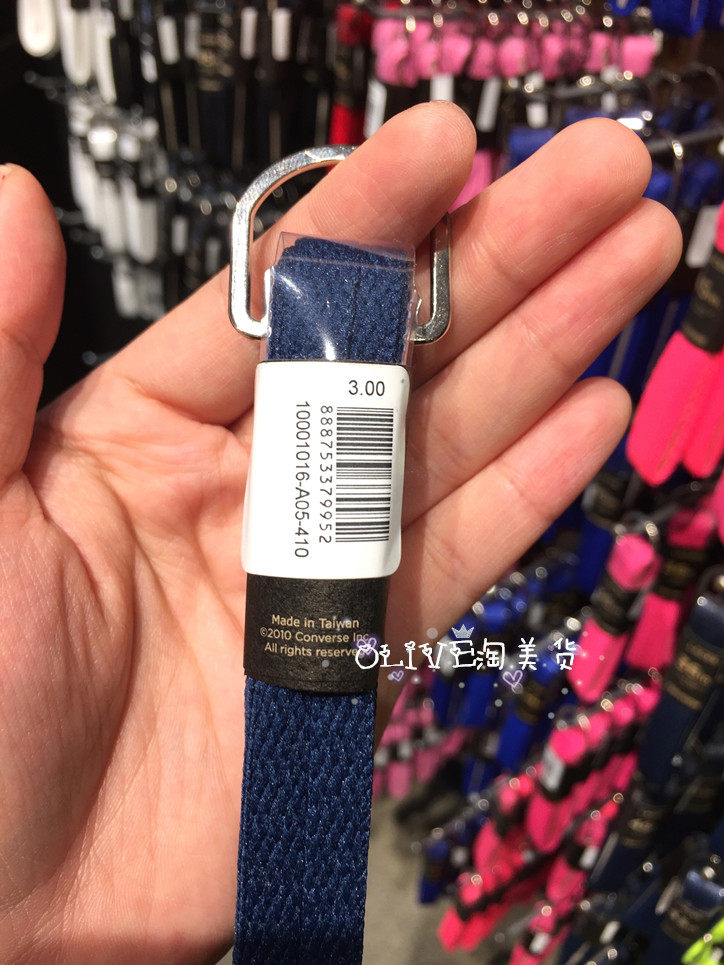 3.00
888753379952
10001016-A05-410
Made in Taiwan
©2010 Converse Inc
All rights reserve
OLIVE淘美货